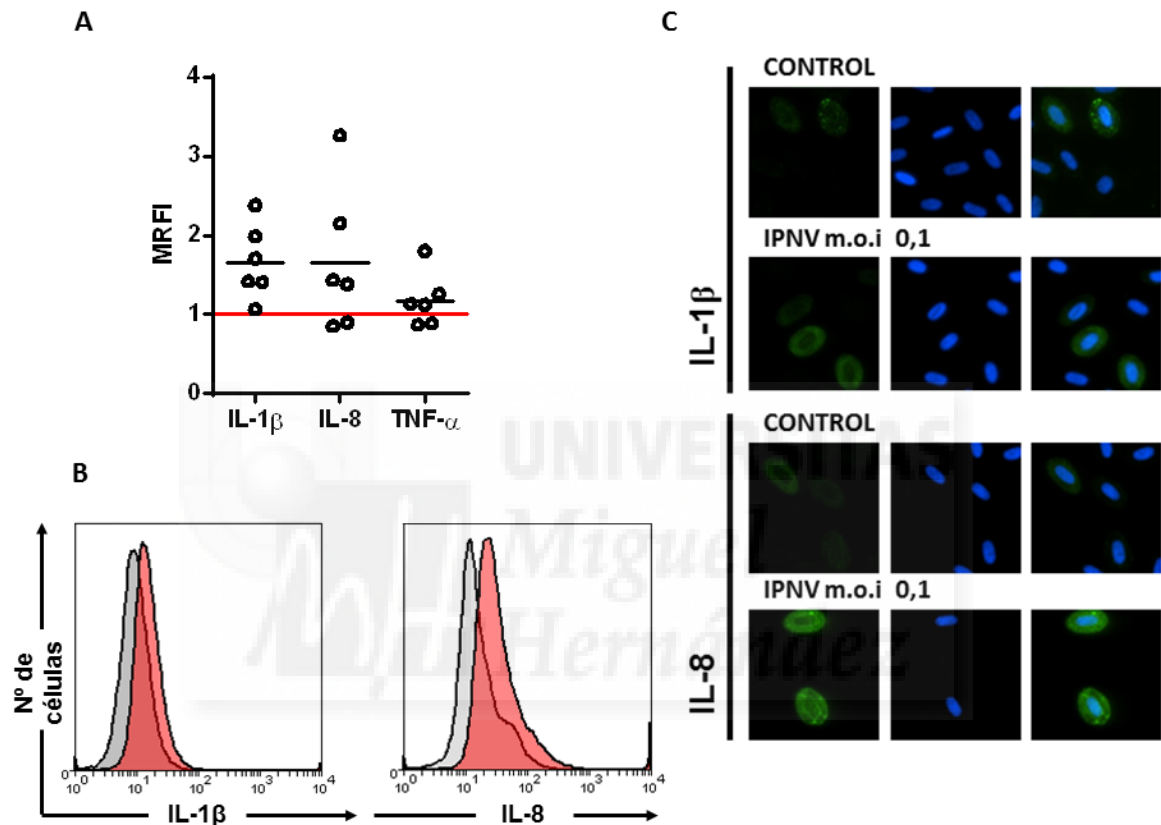 A
4
3
2
1
0
MRFI
IL-1β
IL-8
TNF-α
B
Nº de
células
0
10⁰
10¹
10²
10³
10⁴
IL-1β
0
10⁰
10¹
10²
10³
10⁴
IL-8
C
IL-1β
CONTROL
IPNV m.o.i 0,1
IL-8
CONTROL
IPNV m.o.i 0,1
UNIVERSITAS
Miguel
Hernández